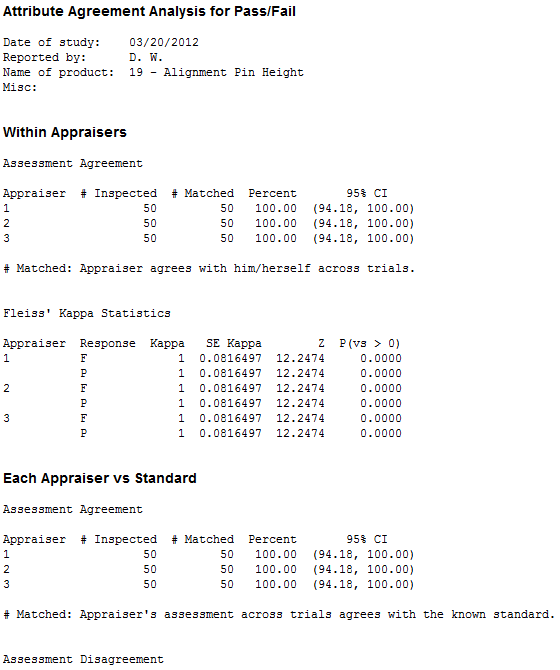 Attribute Agreement Analysis for Pass/Fail
Date of study: 03/20/2012
Reported by: D. W.
Name of product: 19 - Alignment Pin Height
Misc:
Within Appraisers
Assessment Agreement
Appraiser # Inspected # Matched Percent 95% CI
1 50 50 100.00 (94.18, 100.00)
2 50 50 100.00 (94.18, 100.00)
3 50 50 100.00 (94.18, 100.00)
# Matched: Appraiser agrees with him/herself across trials.
Fleiss' Kappa Statistics
Appraiser Response Kappa SE Kappa Z P(vs > 0)
1 F 1 0.0816497 12.2474 0.0000
P 1 0.0816497 12.2474 0.0000
2 F 1 0.0816497 12.2474 0.0000
P 1 0.0816497 12.2474 0.0000
3 F 1 0.0816497 12.2474 0.0000
P 1 0.0816497 12.2474 0.0000
Each Appraiser vs Standard
Assessment Agreement
Appraiser # Inspected # Matched Percent 95% CI
1 50 50 100.00 (94.18, 100.00)
2 50 50 100.00 (94.18, 100.00)
3 50 50 100.00 (94.18, 100.00)
# Matched: Appraiser's assessment across trials agrees with the known standard.
Assessment Disagreement